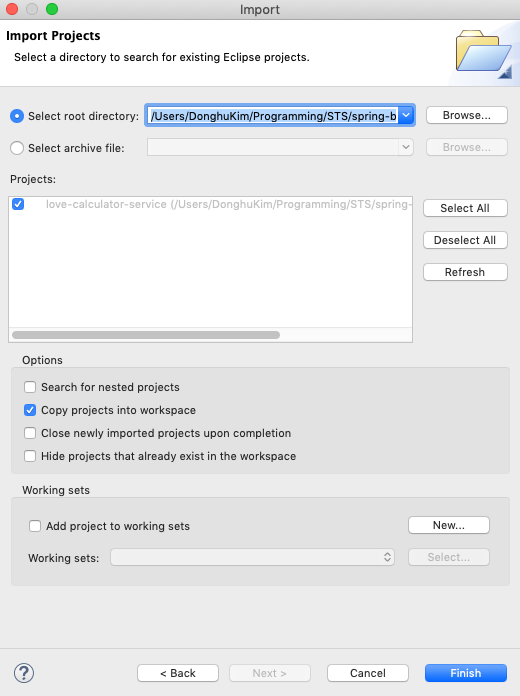 Import
Import Projects
Select a directory to search for existing Eclipse projects.
Select root directory: /Users/DonghuKim/Programming/STS/spring-b Browse...
Select archive file: Browse...
Projects:
love-calculator-service (/Users/DonghuKim/Programming/STS/spring-
Select All
Deselect All
Refresh
Options
Search for nested projects
Copy projects into workspace
Close newly imported projects upon completion
Hide projects that already exist in the workspace
Working sets
Add project to working sets New...
Working sets: Select...
? < Back Next > Cancel Finish